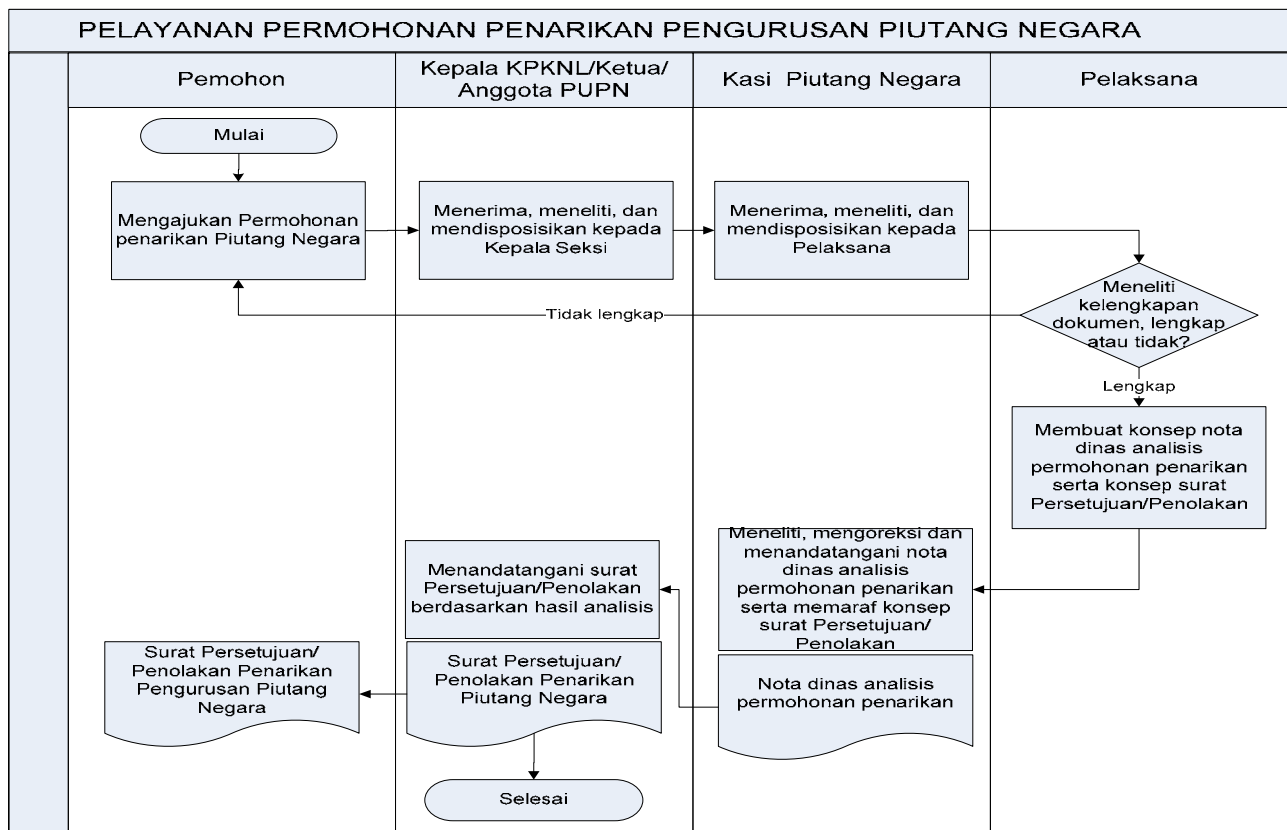 PELAYANAN PERMOHONAN PENARIKAN PENGURUSAN PIUTANG NEGARA
Pemohon
Kepala KPKNL/Ketua/
Anggota PUPN
Kasi Piutang Negara
Pelaksana
Mulai
Mengajukan Permohonan
penarikan Piutang Negara
Menerima, meneliti, dan
mendisposisikan kepada
Kepala Seksi
Menerima, meneliti, dan
mendisposisikan kepada
Pelaksana
Meneliti
kelengkapan
dokumen, lengkap
atau tidak?
Tidak lengkap
Lengkap
Membuat konsep nota
dinas analisis
permohonan penarikan
serta konsep surat
Persetujuan/Penolakan
Meneliti, mengoreksi dan
menandatangani nota
dinas analisis
permohonan penarikan
serta memaraf konsep
surat Persetujuan/
Penolakan
Nota dinas analisis
permohonan penarikan
Menandatangani surat
Persetujuan/Penolakan
berdasarkan hasil analisis
Surat Persetujuan/
Penolakan Penarikan
Piutang Negara
Surat Persetujuan/
Penolakan Penarikan
Pengurusan Piutang
Negara
Selesai